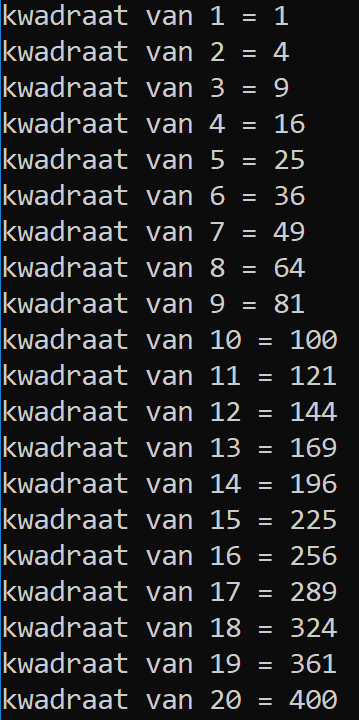 kwadraat van 1 = 1
kwadraat van 2 = 4
kwadraat van 3 = 9
kwadraat van 4 = 16
kwadraat van 5 = 25
kwadraat van 6 = 36
kwadraat van 7 = 49
kwadraat van 8 = 64
kwadraat van 9 = 81
kwadraat van 10 = 100
kwadraat van 11 = 121
kwadraat van 12 = 144
kwadraat van 13 = 169
kwadraat van 14 = 196
kwadraat van 15 = 225
kwadraat van 16 = 256
kwadraat van 17 = 289
kwadraat van 18 = 324
kwadraat van 19 = 361
kwadraat van 20 = 400